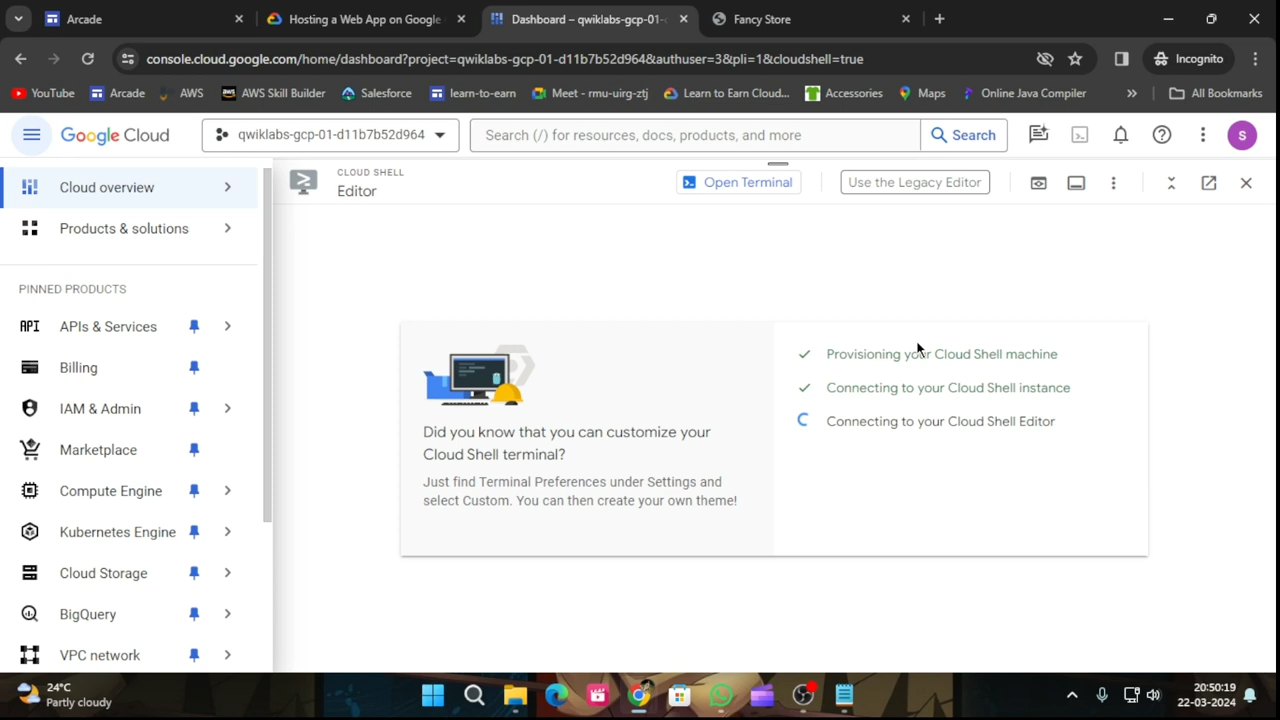 Arcade
Hosting a Web App on Google
Dashboard – qwiklabs-gcp-01-
Fancy Store
console.cloud.google.com/home/dashboard?project=qwiklabs-gcp-01-d11b7b52d964&authuser=3&pli=1&cloudshell=true
Incognito
YouTube
Arcade
AWS
AWS Skill Builder
Salesforce
learn-to-earn
Meet - rmu-uirg-ztj
Learn to Earn Cloud...
Accessories
Maps
Online Java Compiler
All Bookmarks
Google Cloud
qwiklabs-gcp-01-d11b7b52d964
Search (/) for resources, docs, products, and more
Search
S
Cloud overview
Products & solutions
PINNED PRODUCTS
API APIs & Services
Billing
IAM & Admin
Marketplace
Compute Engine
Kubernetes Engine
Cloud Storage
BigQuery
VPC network
CLOUD SHELL
Editor
Open Terminal
Use the Legacy Editor
Did you know that you can customize your
Cloud Shell terminal?
Just find Terminal Preferences under Settings and
select Custom. You can then create your own theme!
Provisioning your Cloud Shell machine
Connecting to your Cloud Shell instance
Connecting to your Cloud Shell Editor
24°C
Partly cloudy
20:50:19
22-03-2024